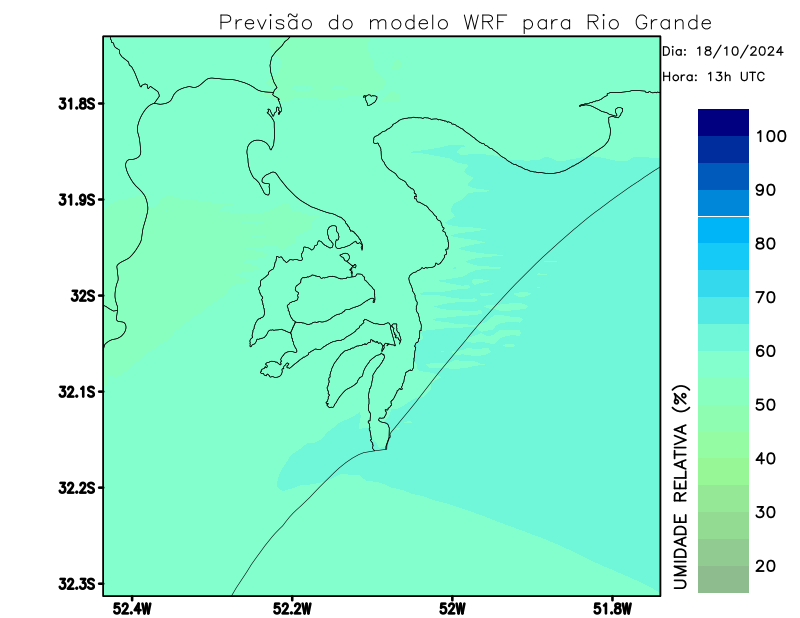 Previsão do modelo WRF para Rio Grande
Dia: 18/10/2024
Hora: 13h UTC
31.8S
31.9S
32S
32.1S
32.2S
32.3S
52.4W
52.2W
52W
51.8W
100
90
80
70
60
50
40
30
20
UMIDADE RELATIVA (%)